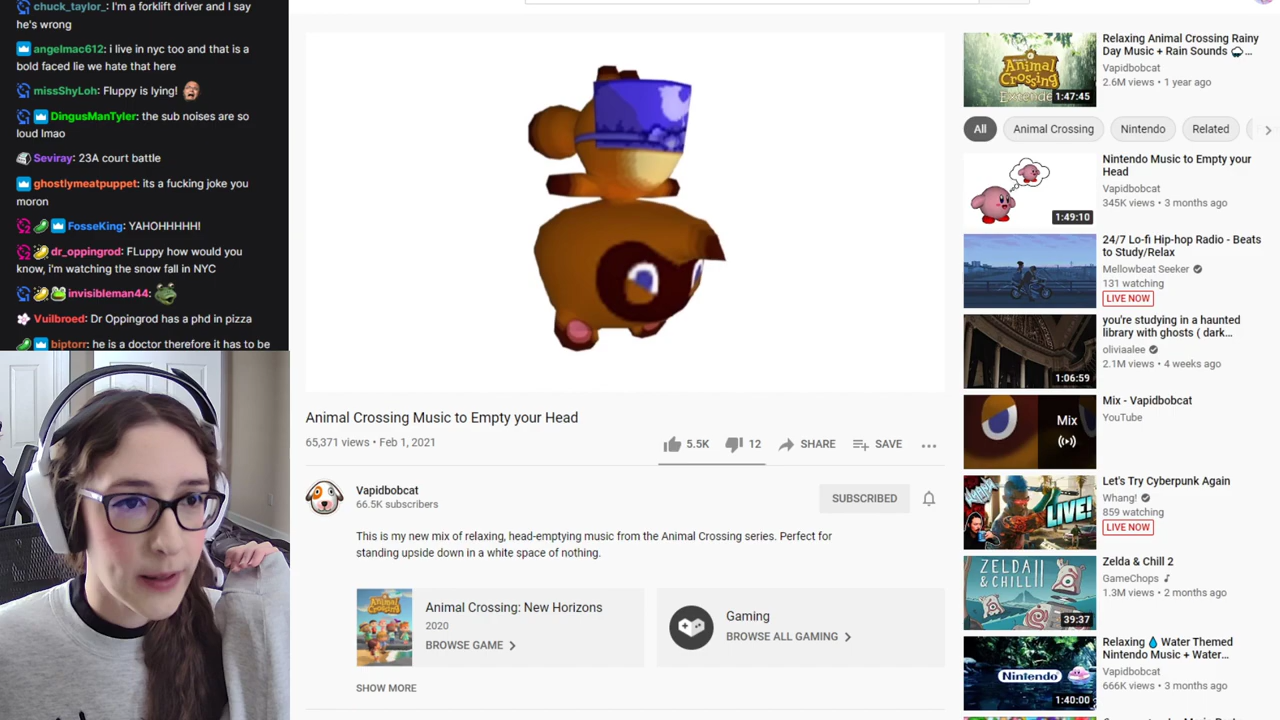 chuck_taylor_: I'm a forklift driver and I say
he's wrong
angelmac612: i live in nyc too and that is a
bold faced lie we hate that here
missShyLoh: Fluppy is lying!
DingusManTyler: the sub noises are so
loud lmao
Seviray: 23A court battle
ghostlymeatpuppet: its a fucking joke you
moron
FosseKing: YAHOHHHHH!
dr_oppingrod: FLuppy how would you
know, i'm watching the snow fall in NYC
invisibleman44:
Vuilbroed: Dr Oppingrod has a phd in pizza
biptorr: he is a doctor therefore it has to be
Animal Crossing Music to Empty your Head
65,371 views • Feb 1, 2021
5.5K
12
SHARE
SAVE
Vapidbobcat
66.5K subscribers
SUBSCRIBED
This is my new mix of relaxing, head-emptying music from the Animal Crossing series. Perfect for
standing upside down in a white space of nothing.
Animal Crossing: New Horizons
2020
BROWSE GAME
Gaming
BROWSE ALL GAMING
SHOW MORE
Animal
Crossing
Extended
1:47:45
Relaxing Animal Crossing Rainy
Day Music + Rain Sounds ...
Vapidbobcat
2.6M views • 1 year ago
All
Animal Crossing
Nintendo
Related
1:49:10
Nintendo Music to Empty your
Head
Vapidbobcat
345K views • 3 months ago
24/7 Lo-fi Hip-hop Radio - Beats
to Study/Relax
Mellowbeat Seeker
131 watching
LIVE NOW
1:06:59
you're studying in a haunted
library with ghosts ( dark...
oliviaalee
2.1M views • 4 weeks ago
Mix
Mix - Vapidbobcat
YouTube
LIVE!
Let's Try Cyberpunk Again
Whang!
859 watching
LIVE NOW
ZELDA
& CHILL II
39:37
Zelda & Chill 2
GameChops
1.3M views • 2 months ago
Nintendo
1:40:00
Relaxing 💧 Water Themed
Nintendo Music + Water...
Vapidbobcat
666K views • 3 months ago